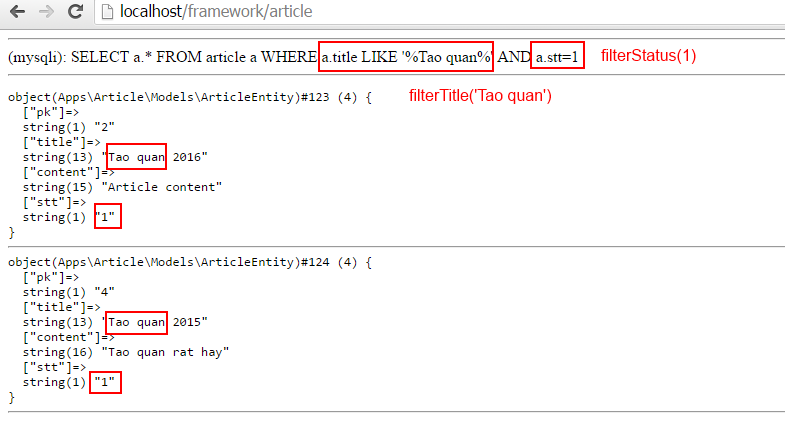 localhost/framework/article
(mysqli): SELECT a.* FROM article a WHERE a.title LIKE '%Tao quan%' AND a.stt=1 filterStatus(1)
object(Apps\Article\Models\ArticleEntity)#123 (4) { filterTitle('Tao quan')
["pk"]=>
string(1) "2"
["title"]=>
string(13) "Tao quan 2016"
["content"]=>
string(15) "Article content"
["stt"]=>
string(1) "1"
}
object(Apps\Article\Models\ArticleEntity)#124 (4) {
["pk"]=>
string(1) "4"
["title"]=>
string(13) "Tao quan 2015"
["content"]=>
string(16) "Tao quan rat hay"
["stt"]=>
string(1) "1"
}